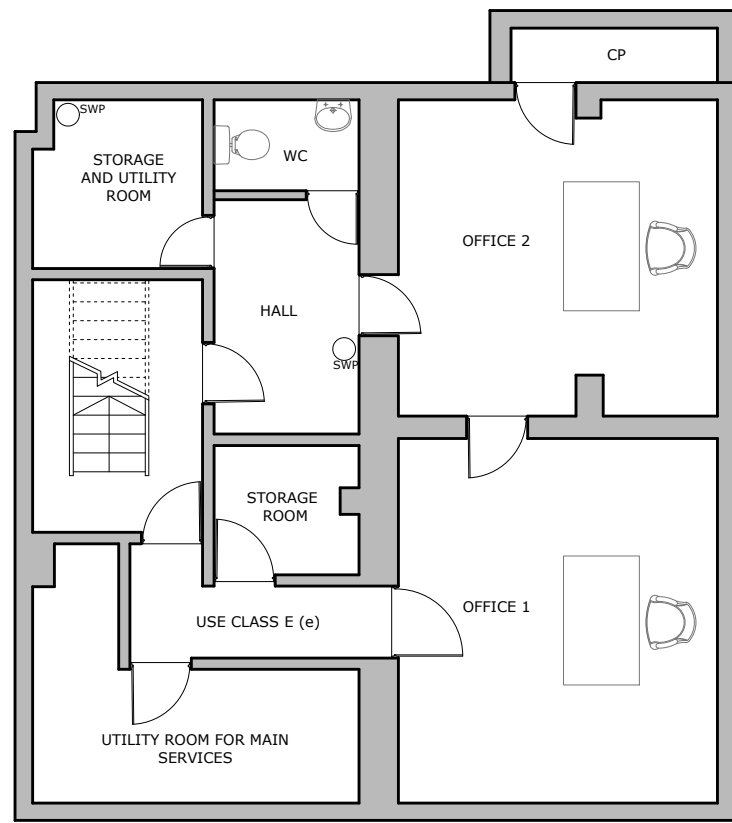 CP
SWP
STORAGE
AND UTILITY
ROOM
WC
OFFICE 2
HALL
SWP
STORAGE
ROOM
USE CLASS E (e)
OFFICE 1
UTILITY ROOM FOR MAIN
SERVICES